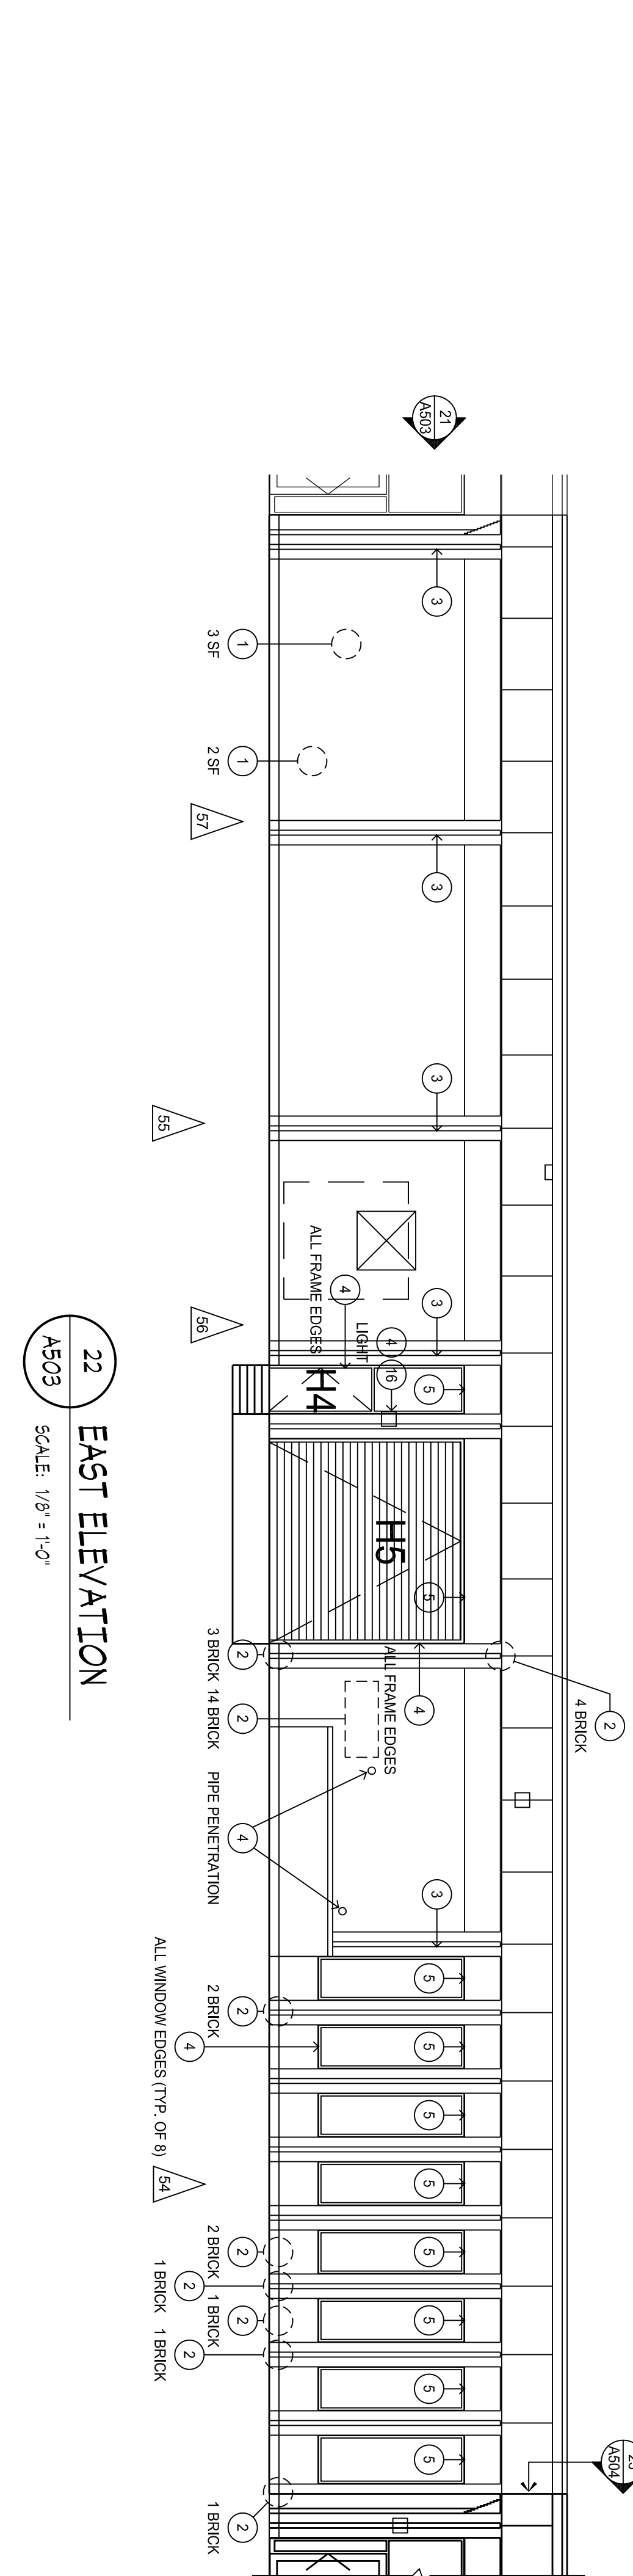 21
A503
3
1
3 SF
1
2 SF
57
3
3
55
ALL FRAME EDGES
4
LIGHT
4
16
3
5
56
H4
H5
5
22
A503
EAST ELEVATION
SCALE: 1/8" = 1'-0"
2
3 BRICK
2
14 BRICK
ALL FRAME EDGES
4
2
4 BRICK
4
PIPE PENETRATION
3
5
2
2 BRICK
5
4
ALL WINDOW EDGES (TYP. OF 8)
5
5
54
5
2
2 BRICK
2
1 BRICK
5
2
1 BRICK
2
1 BRICK
5
5
A504
2
1 BRICK